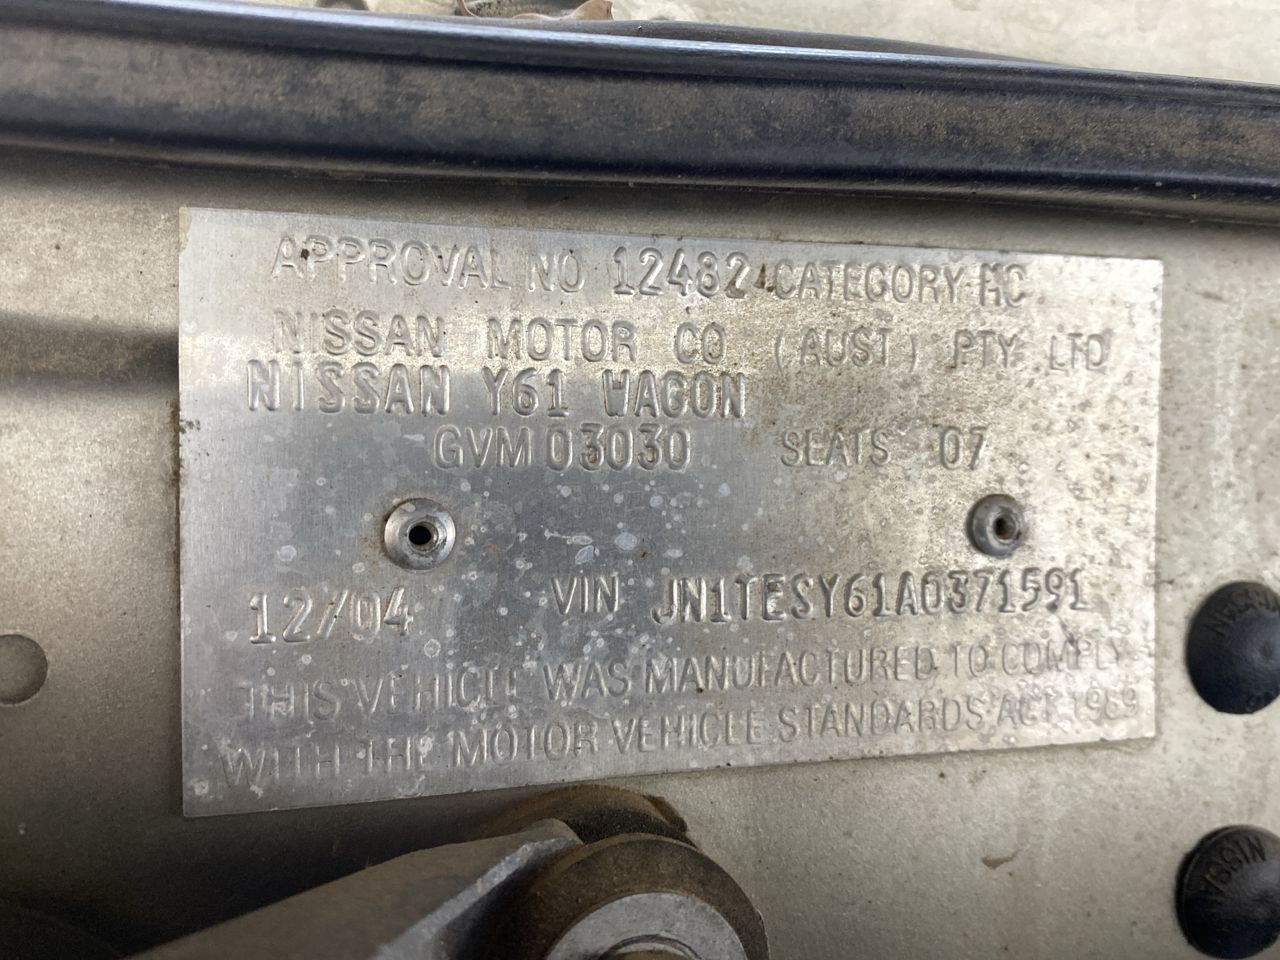 APPROVAL NO 12482 CATEGORY MC
NISSAN MOTOR CO (AUST) PTY LTD
NISSAN Y61 WAGON
GVM 03030 SEATS 07
12/04 VIN JN1TESY61A0371591
THIS VEHICLE WAS MANUFACTURED TO COMPLY
WITH THE MOTOR VEHICLE STANDARDS ACT 1989
NISSAN